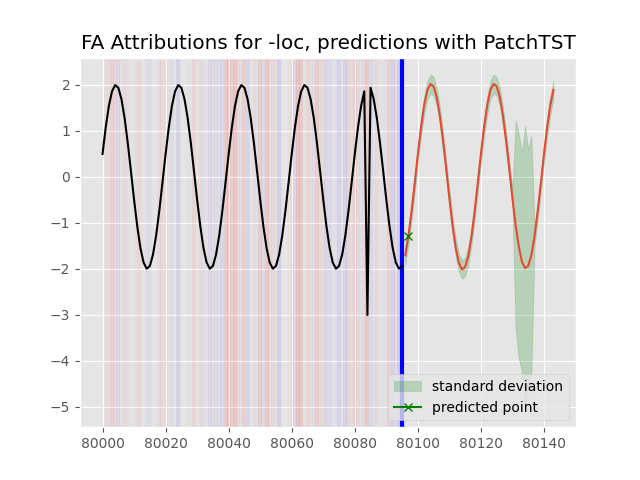 FA Attributions for -loc, predictions with PatchTST
2
1
0
−1
−2
−3
−4
−5
standard deviation
predicted point
80000 80020 80040 80060 80080 80100 80120 80140